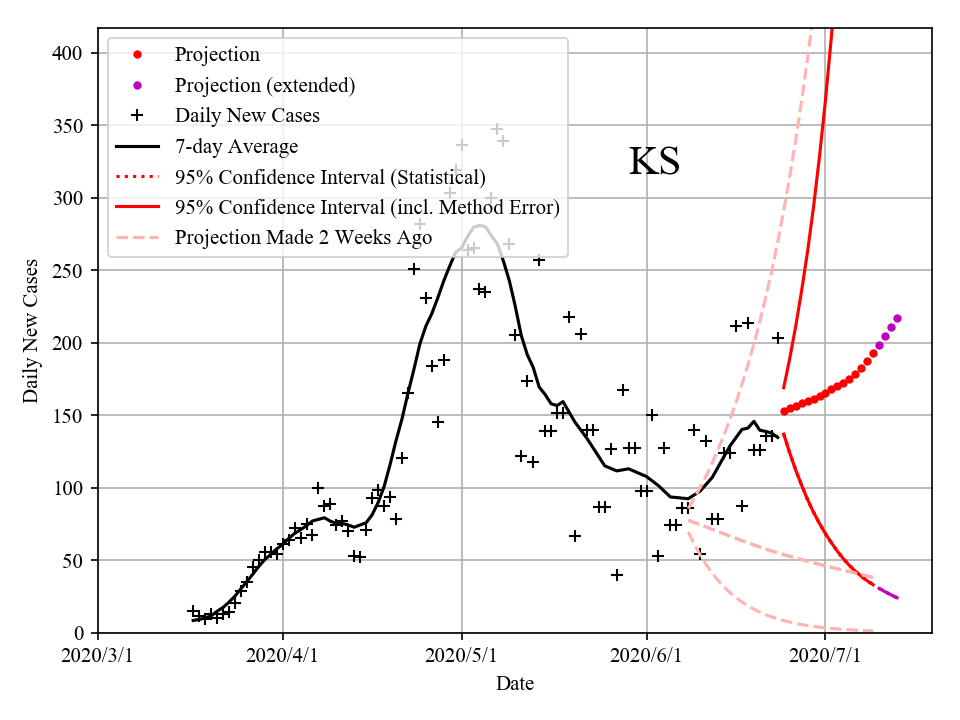 400
350
300
250
200
150
100
50
0
Daily New Cases
Projection
Projection (extended)
Daily New Cases
7-day Average
95% Confidence Interval (Statistical)
95% Confidence Interval (incl. Method Error)
Projection Made 2 Weeks Ago
KS
2020/3/1 2020/4/1 2020/5/1 2020/6/1 2020/7/1
Date